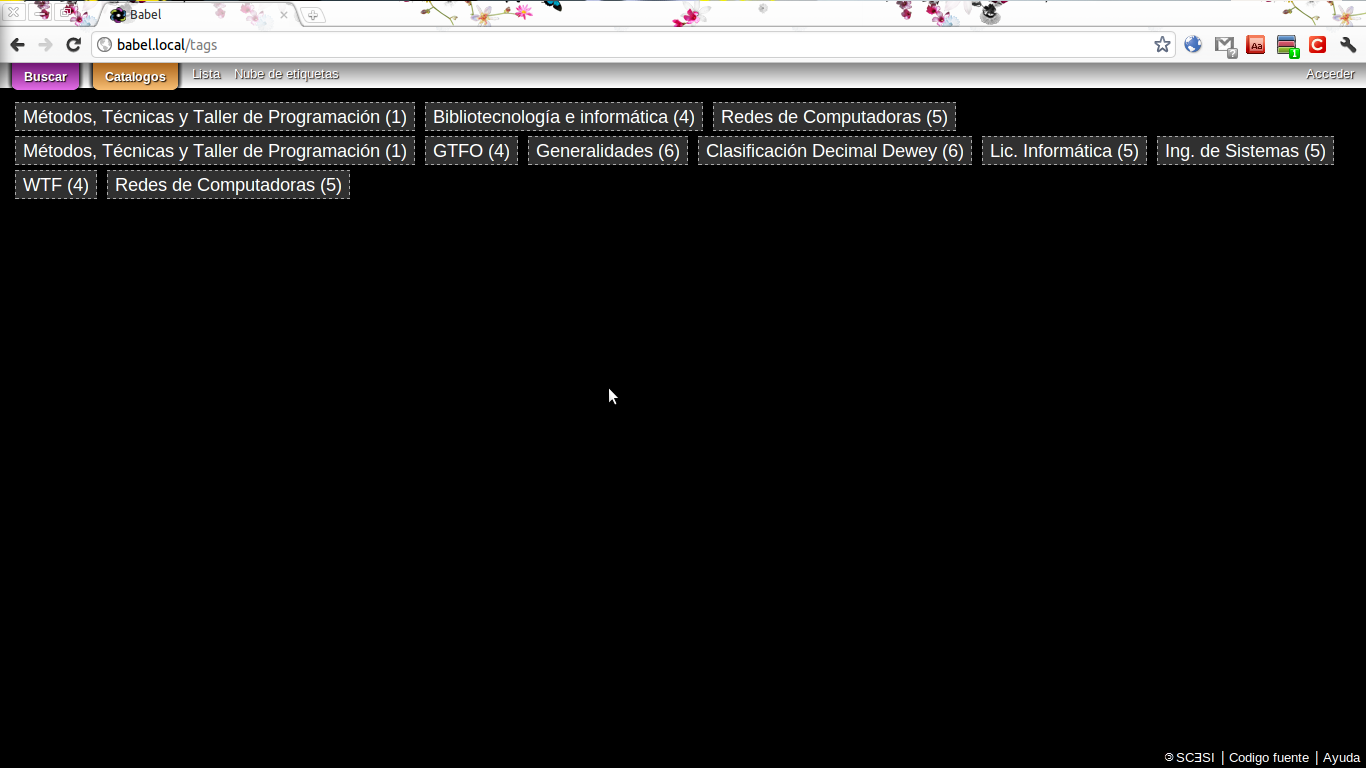 Babel
babel.local/tags
Buscar Catalogos Lista Nube de etiquetas Acceder
Métodos, Técnicas y Taller de Programación (1) Bibliotecnología e informática (4) Redes de Computadoras (5)
Métodos, Técnicas y Taller de Programación (1) GTFO (4) Generalidades (6) Clasificación Decimal Dewey (6) Lic. Informática (5) Ing. de Sistemas (5)
WTF (4) Redes de Computadoras (5)
🄯 SCƎSI | Codigo fuente | Ayuda